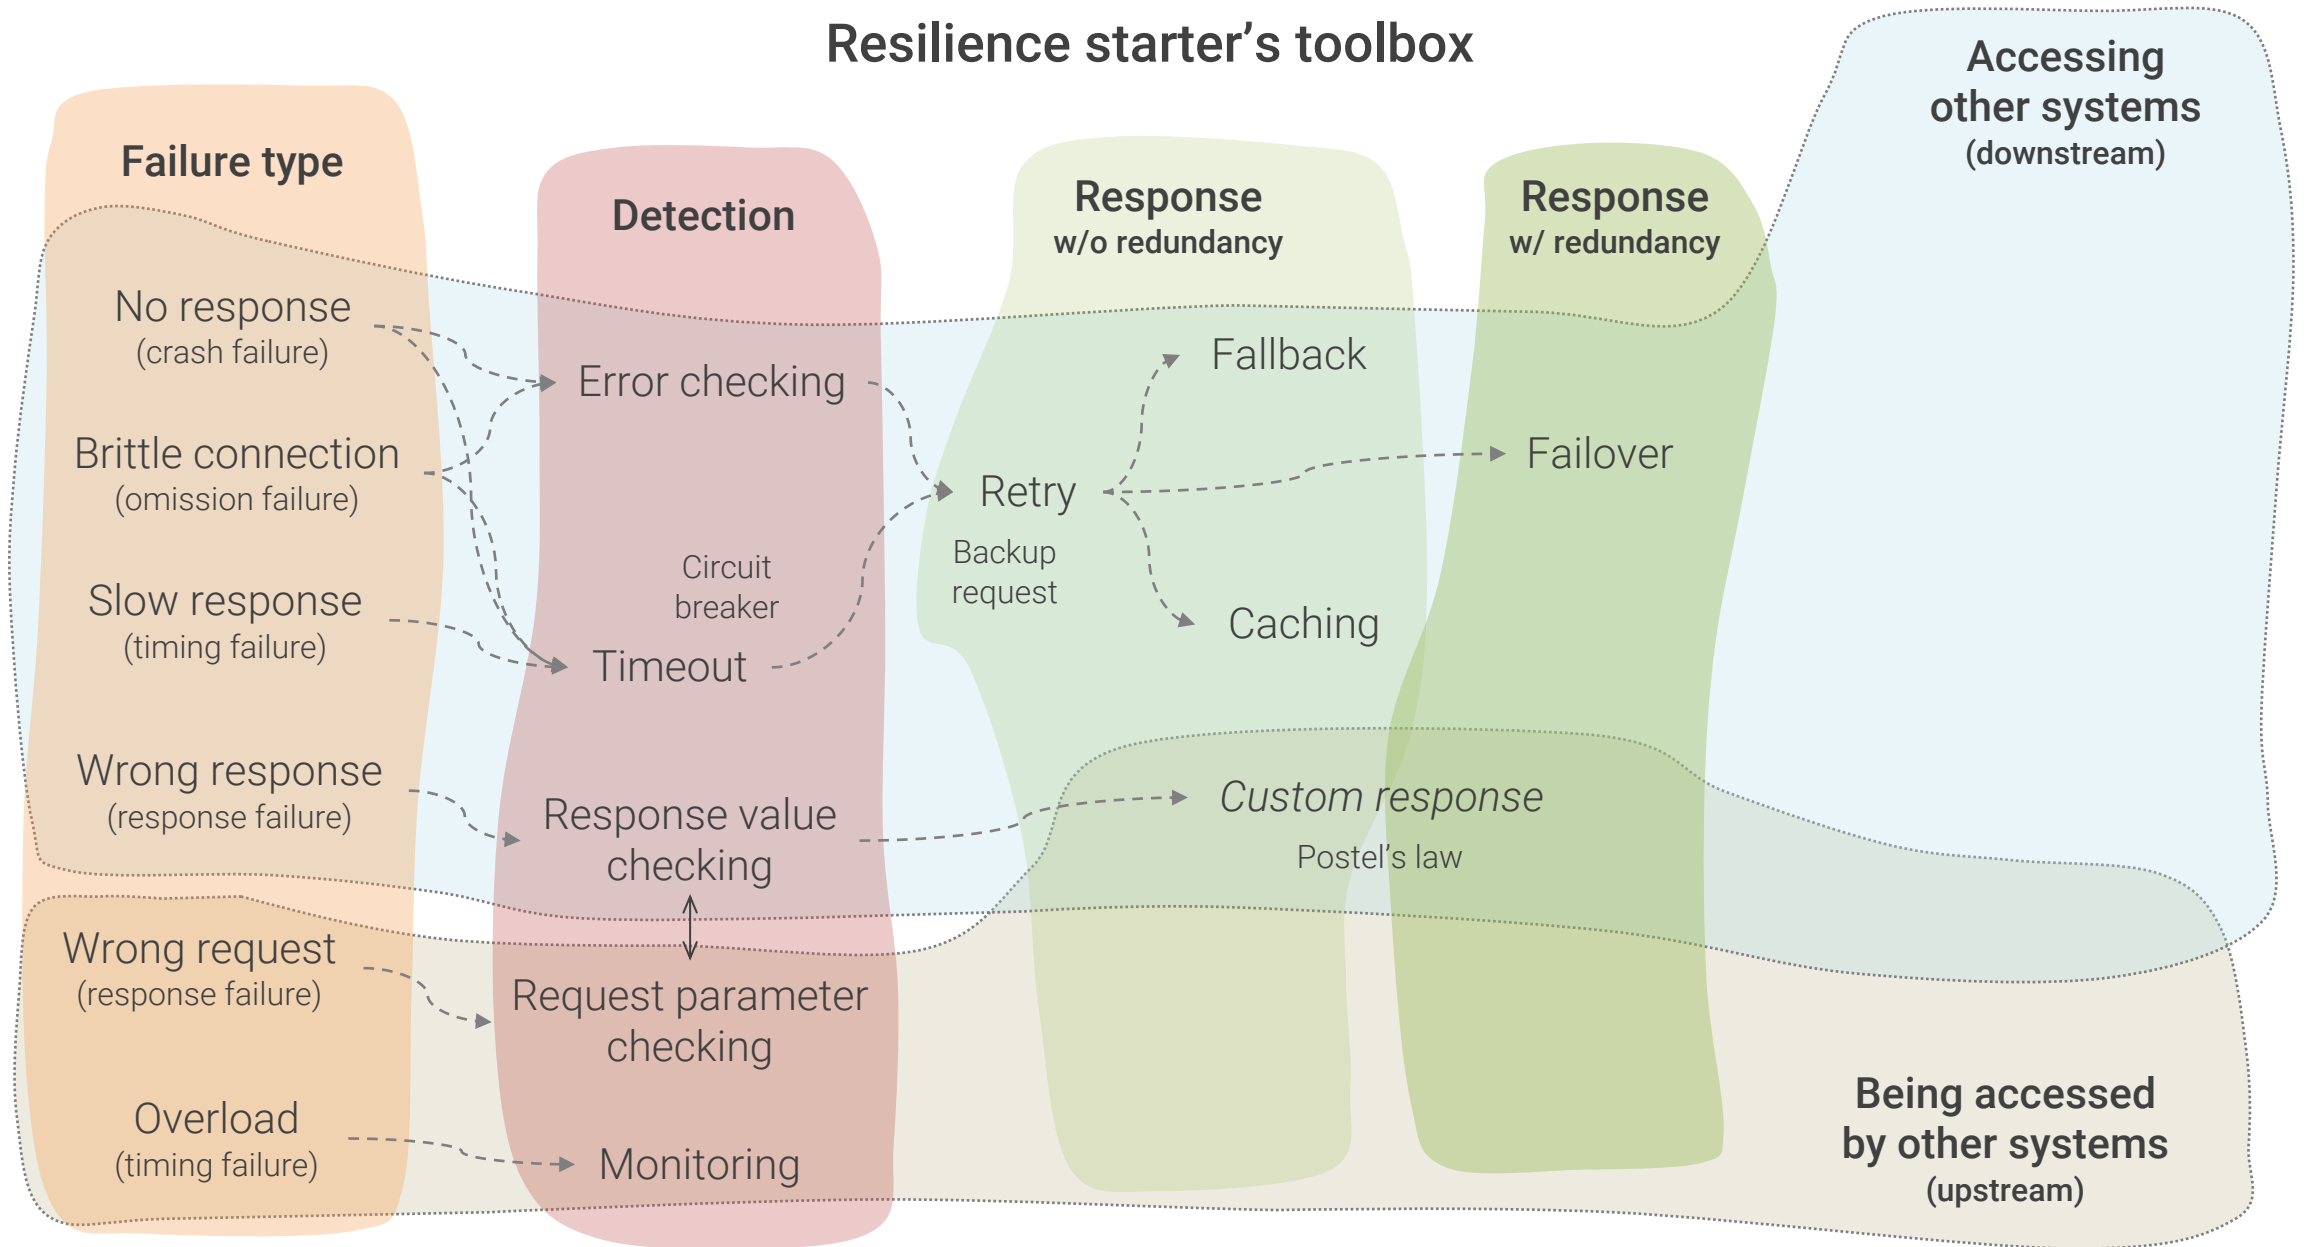 Resilience starter’s toolbox
Accessing
other systems
(downstream)
Failure type
Detection
Response
w/o redundancy
Response
w/ redundancy
No response
(crash failure)
Brittle connection
(omission failure)
Slow response
(timing failure)
Wrong response
(response failure)
Wrong request
(response failure)
Overload
(timing failure)
Error checking
Circuit
breaker
Timeout
Response value
checking
Request parameter
checking
Monitoring
Fallback
Retry
Backup
request
Caching
Custom response
Postel’s law
Failover
Being accessed
by other systems
(upstream)